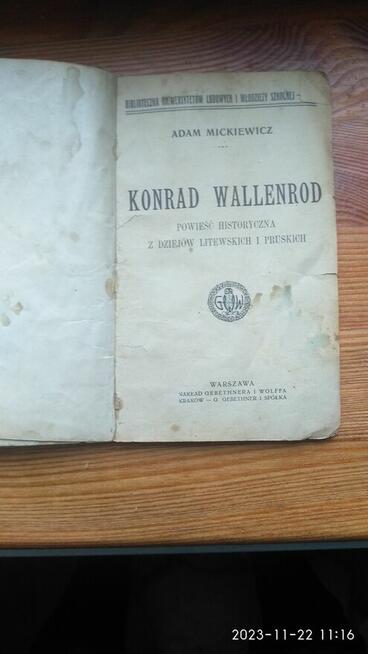 BIBLIOTECZKA UNIWERSYTETÓW LUDOWYCH I MŁODZIEŻY SZKOLNEJ
ADAM MICKIEWICZ
KONRAD WALLENROD
POWIEŚĆ HISTORYCZNA
Z DZIEJÓW LITEWSKICH I PRUSKICH
G W
WARSZAWA
NAKŁAD GEBETHNERA I WOLFFA
KRAKÓW — G. GEBETHNER I SPÓŁKA
2023-11-22 11:16